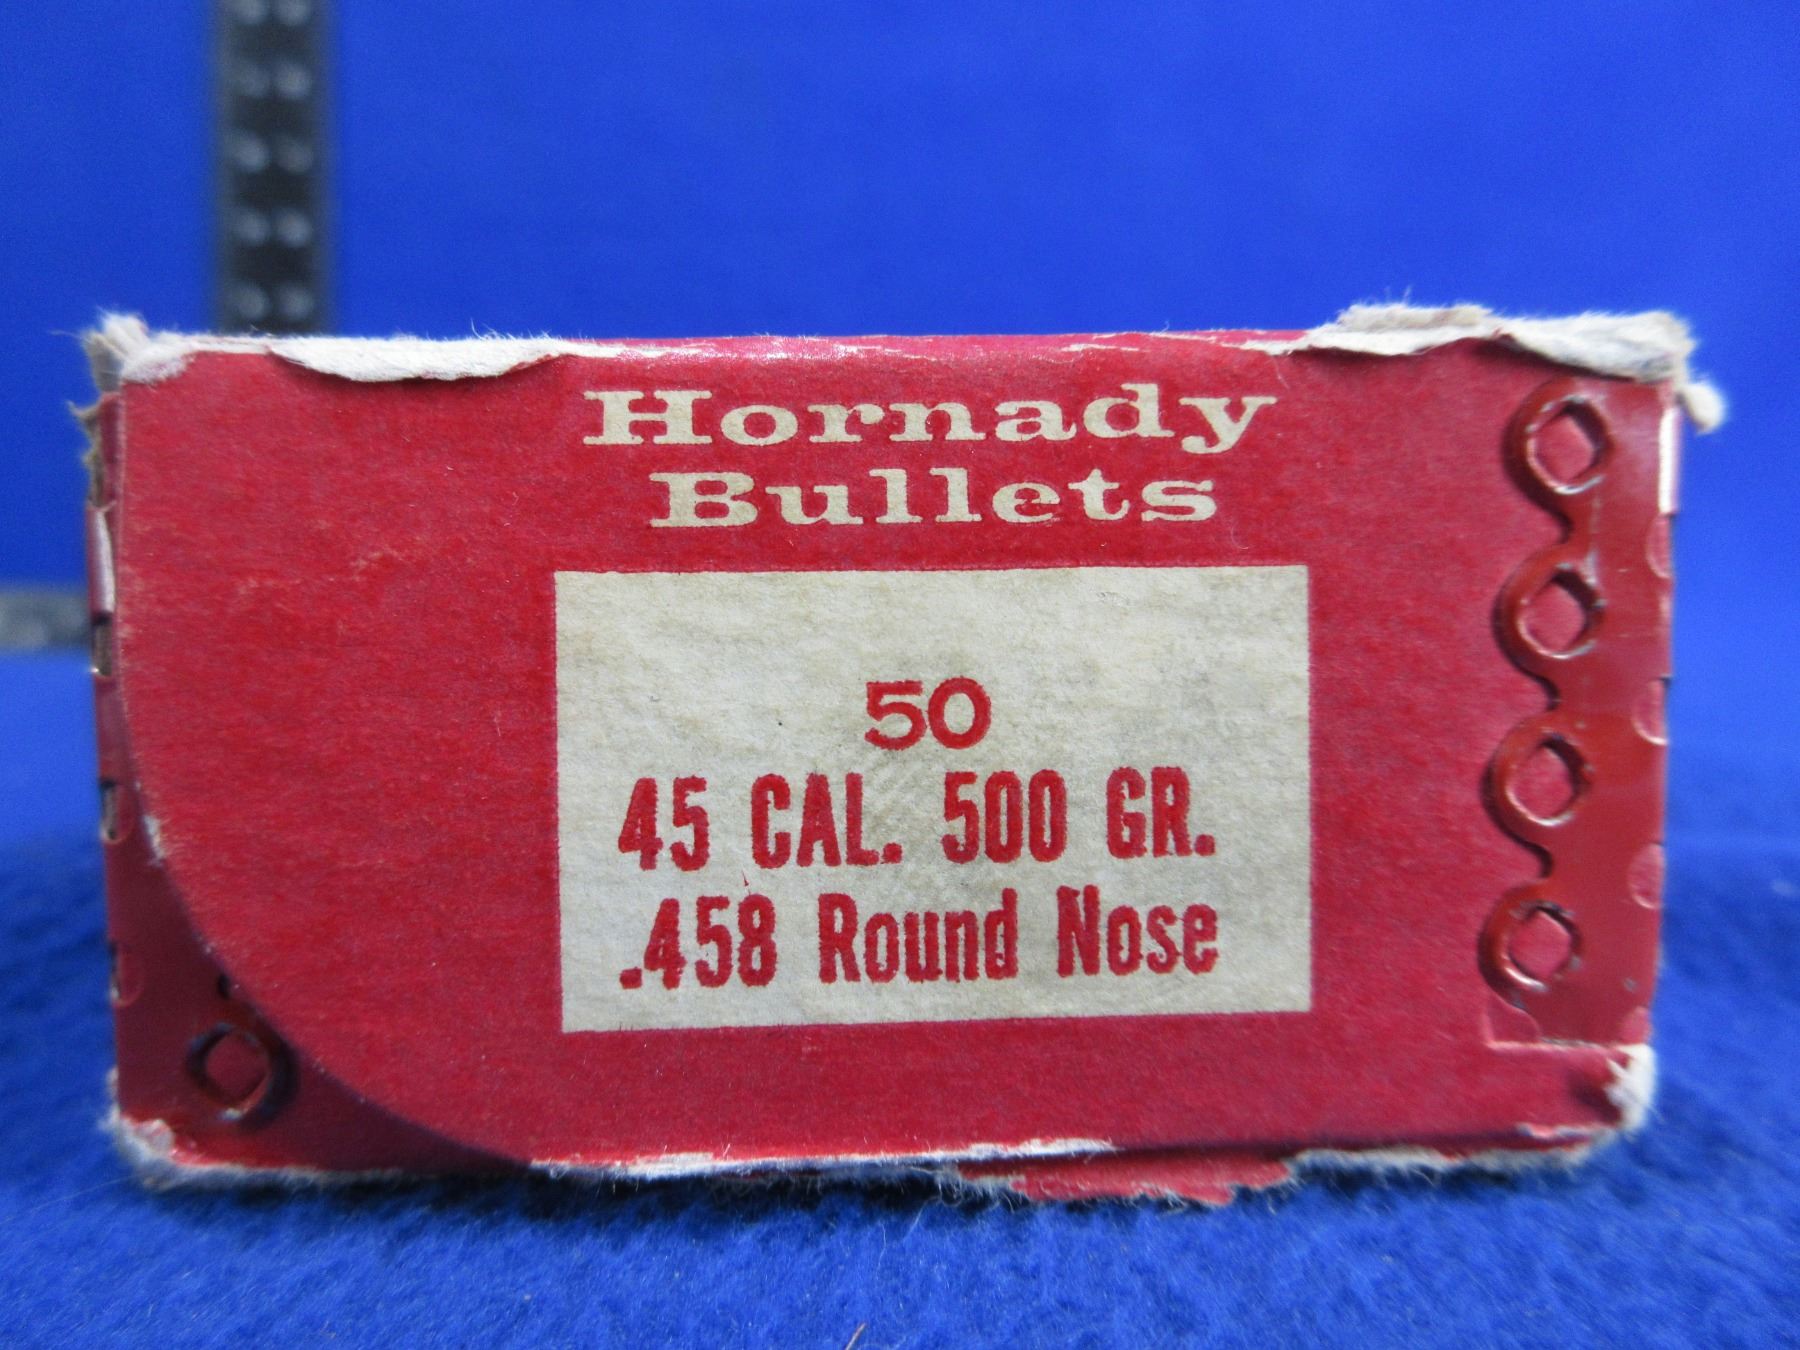 Hornady
Bullets
50
45 CAL. 500 GR.
.458 Round Nose